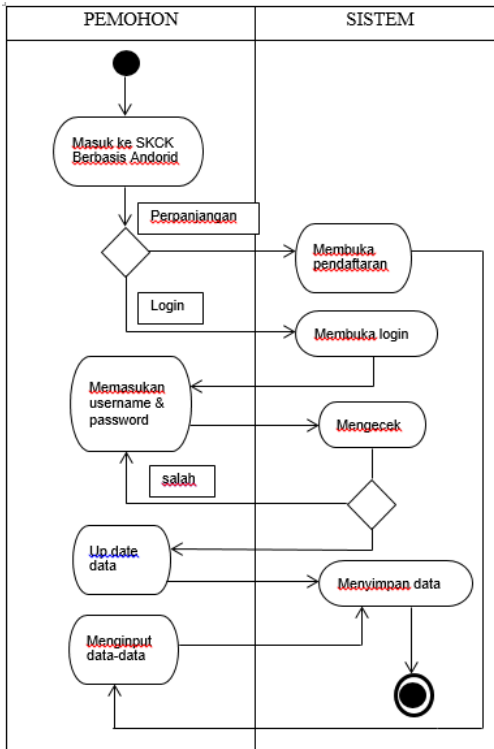 PEMOHON
SISTEM
Masuk ke SKCK
Berbasis Andorid
Perpanjangan
Membuka
pendaftaran
Login
Membuka login
Memasukan
username &
password
Mengecek
salah
Up date
data
Menyimpan data
Menginput
data-data